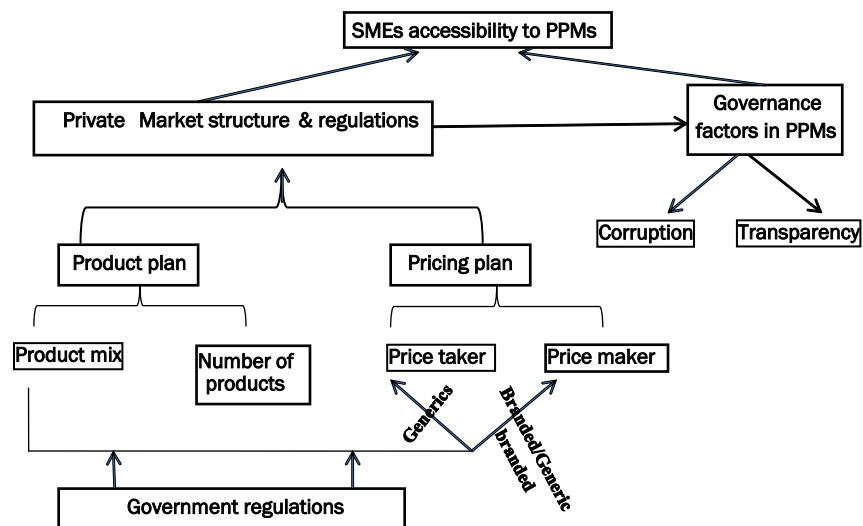 SMEs accessibility to PPMs
Private Market structure & regulations
Governance
factors in PPMs
Corruption
Transparency
Product plan
Pricing plan
Product mix
Number of
products
Price taker
Price maker
Generics
Branded/Generic
branded
Government regulations